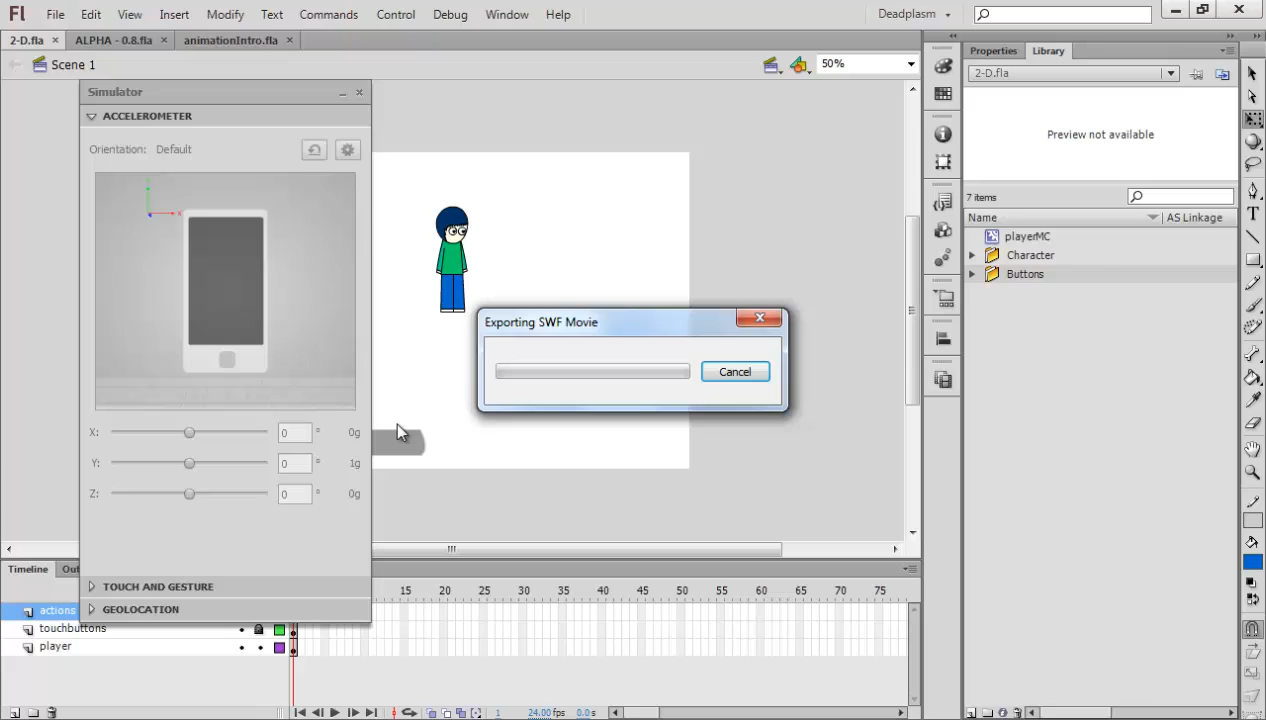 Fl File Edit View Insert Modify Text Commands Control Debug Window Help Deadplasm
2-D.fla × ALPHA - 0.8.fla × animationIntro.fla ×
Scene 1 50%
Simulator
ACCELEROMETER
Orientation: Default
X: 0 ° 0g
Y: 0 ° 1g
Z: 0 ° 0g
TOUCH AND GESTURE
GEOLOCATION
Exporting SWF Movie
Cancel
Properties Library
2-D.fla
Preview not available
7 items
Name AS Linkage
playerMC
Character
Buttons
Timeline Out
15 20 25 30 35 40 45 50 55 60 65 70 75
actions
touchbuttons
player
1 24.00 fps 0.0 s